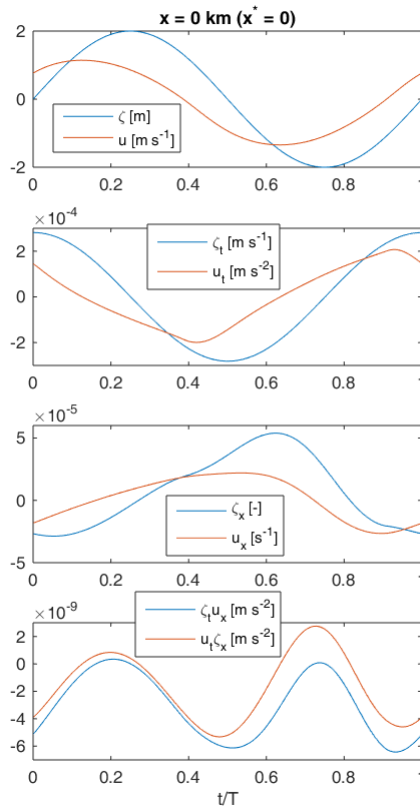 x = 0 km (x* = 0)
2
0
-2
ζ [m]
u [m s⁻¹]
0 0.2 0.4 0.6 0.8 1
×10⁻⁴
2
0
-2
ζₜ [m s⁻¹]
uₜ [m s⁻²]
0 0.2 0.4 0.6 0.8
×10⁻⁵
5
0
-5
ζₓ [-]
uₓ [s⁻¹]
0 0.2 0.4 0.6 0.8
×10⁻⁹
ζₜuₓ [m s⁻²]
uₜζₓ [m s⁻²]
2
0
-2
-4
-6
0 0.2 0.4 0.6 0.8
t/T